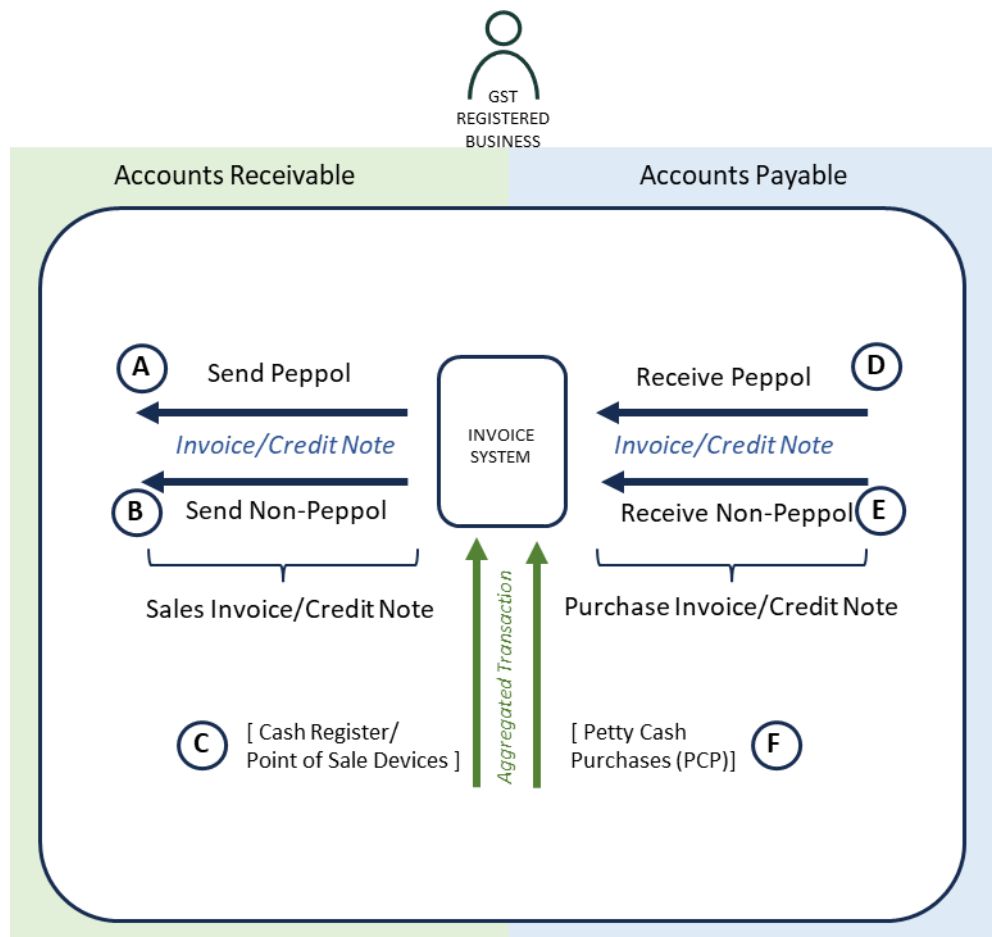 GST
REGISTERED
BUSINESS
Accounts Receivable
Accounts Payable
A
Send Peppol
Invoice/Credit Note
B
Send Non-Peppol
Sales Invoice/Credit Note
INVOICE
SYSTEM
Receive Peppol
D
Invoice/Credit Note
Receive Non-Peppol
E
Purchase Invoice/Credit Note
C
[ Cash Register/
Point of Sale Devices ]
Aggregated Transaction
[ Petty Cash
Purchases (PCP)]
F